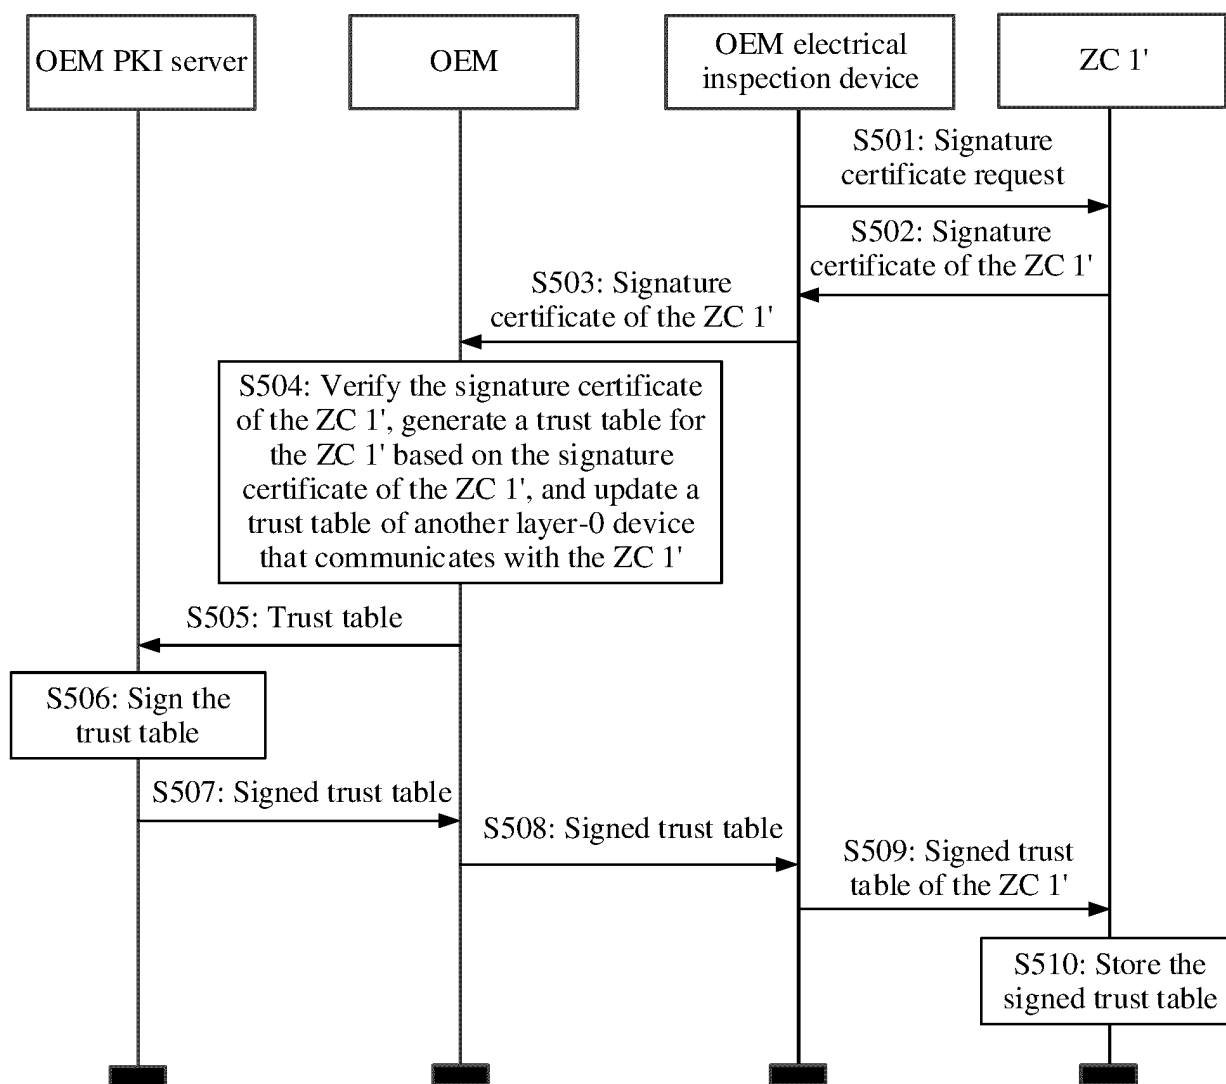 OEM PKI server
OEM
OEM electrical
inspection device
ZC 1'
S501: Signature
certificate request
S502: Signature
certificate of the ZC 1'
S503: Signature
certificate of the ZC 1'
S504: Verify the signature certificate
of the ZC 1', generate a trust table for
the ZC 1' based on the signature
certificate of the ZC 1', and update a
trust table of another layer-0 device
that communicates with the ZC 1'
S505: Trust table
S506: Sign the
trust table
S507: Signed trust table
S508: Signed trust table
S509: Signed trust
table of the ZC 1'
S510: Store the
signed trust table